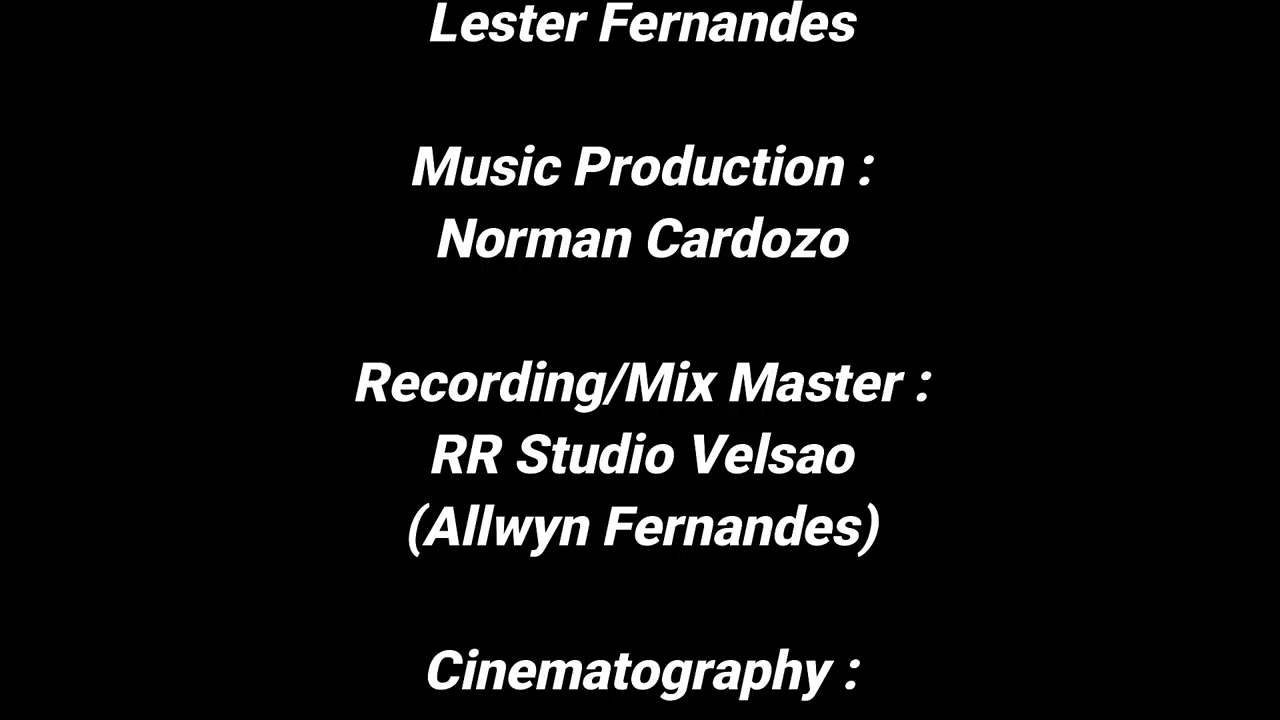 Lester Fernandes
Music Production :
Norman Cardozo
Recording/Mix Master :
RR Studio Velsao
(Allwyn Fernandes)
Cinematography :